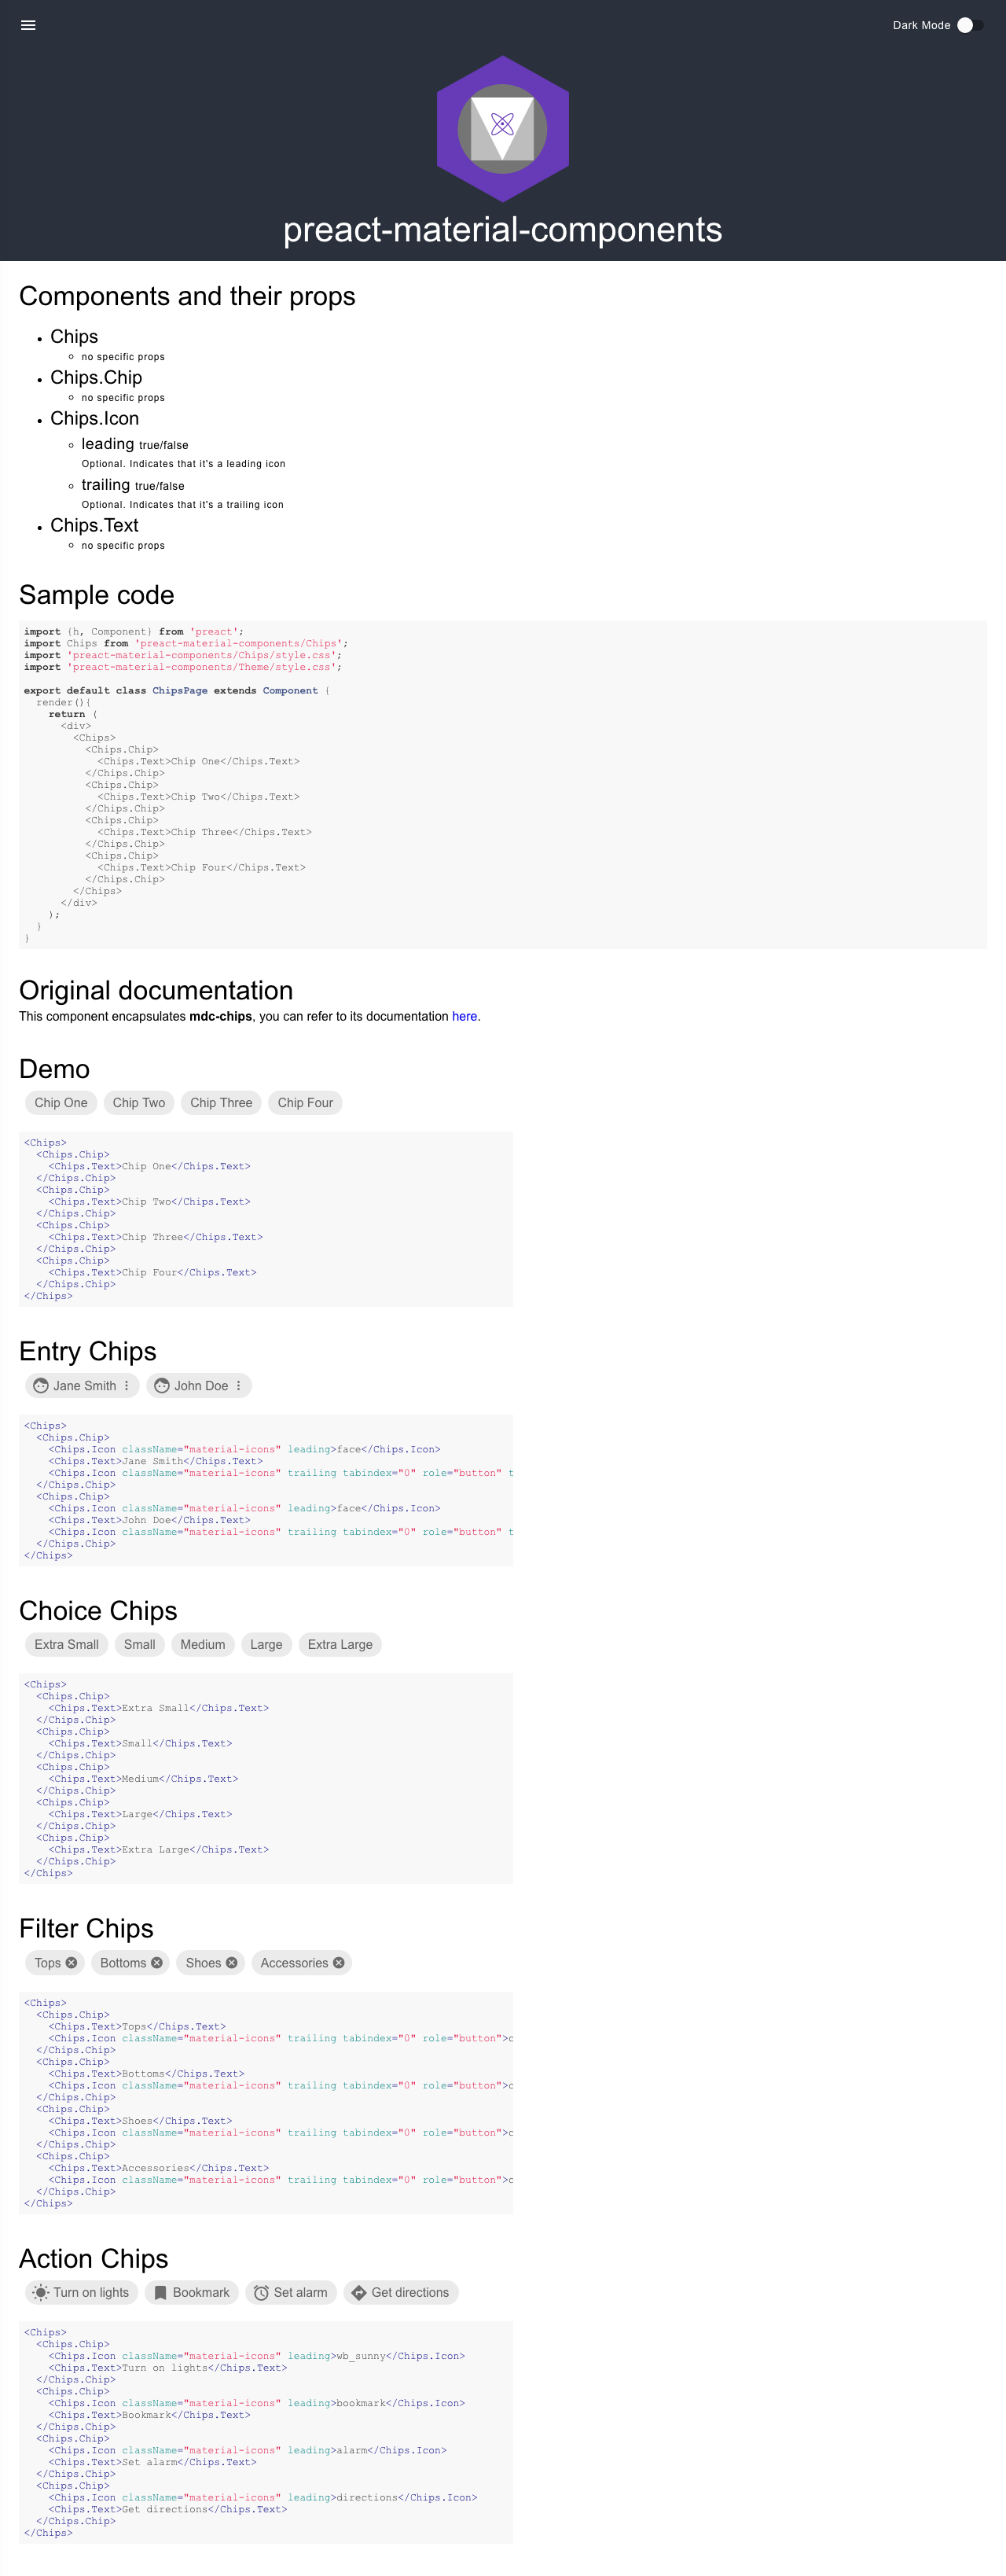 Dark Mode
preact-material-components
Components and their props
Chips
no specific props
Chips.Chip
no specific props
Chips.Icon
leading true/false
Optional. Indicates that it's a leading icon
trailing true/false
Optional. Indicates that it's a trailing icon
Chips.Text
no specific props
Sample code
import {h, Component} from 'preact';
import Chips from 'preact-material-components/Chips';
import 'preact-material-components/Chips/style.css';
import 'preact-material-components/Theme/style.css';
export default class ChipsPage extends Component {
render(){
return (
<div>
<Chips>
<Chips.Chip>
<Chips.Text>Chip One</Chips.Text>
</Chips.Chip>
<Chips.Chip>
<Chips.Text>Chip Two</Chips.Text>
</Chips.Chip>
<Chips.Chip>
<Chips.Text>Chip Three</Chips.Text>
</Chips.Chip>
<Chips.Chip>
<Chips.Text>Chip Four</Chips.Text>
</Chips.Chip>
</Chips>
</div>
);
}
}
Original documentation
This component encapsulates mdc-chips, you can refer to its documentation here.
Demo
Chip One Chip Two Chip Three Chip Four
<Chips>
<Chips.Chip>
<Chips.Text>Chip One</Chips.Text>
</Chips.Chip>
<Chips.Chip>
<Chips.Text>Chip Two</Chips.Text>
</Chips.Chip>
<Chips.Chip>
<Chips.Text>Chip Three</Chips.Text>
</Chips.Chip>
<Chips.Chip>
<Chips.Text>Chip Four</Chips.Text>
</Chips.Chip>
</Chips>
Entry Chips
Jane Smith John Doe
<Chips>
<Chips.Chip>
<Chips.Icon className="material-icons" leading>face</Chips.Icon>
<Chips.Text>Jane Smith</Chips.Text>
<Chips.Icon className="material-icons" trailing tabindex="0" role="button" t
</Chips.Chip>
<Chips.Chip>
<Chips.Icon className="material-icons" leading>face</Chips.Icon>
<Chips.Text>John Doe</Chips.Text>
<Chips.Icon className="material-icons" trailing tabindex="0" role="button" t
</Chips.Chip>
</Chips>
Choice Chips
Extra Small Small Medium Large Extra Large
<Chips>
<Chips.Chip>
<Chips.Text>Extra Small</Chips.Text>
</Chips.Chip>
<Chips.Chip>
<Chips.Text>Small</Chips.Text>
</Chips.Chip>
<Chips.Chip>
<Chips.Text>Medium</Chips.Text>
</Chips.Chip>
<Chips.Chip>
<Chips.Text>Large</Chips.Text>
</Chips.Chip>
<Chips.Chip>
<Chips.Text>Extra Large</Chips.Text>
</Chips.Chip>
</Chips>
Filter Chips
Tops Bottoms Shoes Accessories
<Chips>
<Chips.Chip>
<Chips.Text>Tops</Chips.Text>
<Chips.Icon className="material-icons" trailing tabindex="0" role="button">c
</Chips.Chip>
<Chips.Chip>
<Chips.Text>Bottoms</Chips.Text>
<Chips.Icon className="material-icons" trailing tabindex="0" role="button">c
</Chips.Chip>
<Chips.Chip>
<Chips.Text>Shoes</Chips.Text>
<Chips.Icon className="material-icons" trailing tabindex="0" role="button">c
</Chips.Chip>
<Chips.Chip>
<Chips.Text>Accessories</Chips.Text>
<Chips.Icon className="material-icons" trailing tabindex="0" role="button">c
</Chips.Chip>
</Chips>
Action Chips
Turn on lights Bookmark Set alarm Get directions
<Chips>
<Chips.Chip>
<Chips.Icon className="material-icons" leading>wb_sunny</Chips.Icon>
<Chips.Text>Turn on lights</Chips.Text>
</Chips.Chip>
<Chips.Chip>
<Chips.Icon className="material-icons" leading>bookmark</Chips.Icon>
<Chips.Text>Bookmark</Chips.Text>
</Chips.Chip>
<Chips.Chip>
<Chips.Icon className="material-icons" leading>alarm</Chips.Icon>
<Chips.Text>Set alarm</Chips.Text>
</Chips.Chip>
<Chips.Chip>
<Chips.Icon className="material-icons" leading>directions</Chips.Icon>
<Chips.Text>Get directions</Chips.Text>
</Chips.Chip>
</Chips>